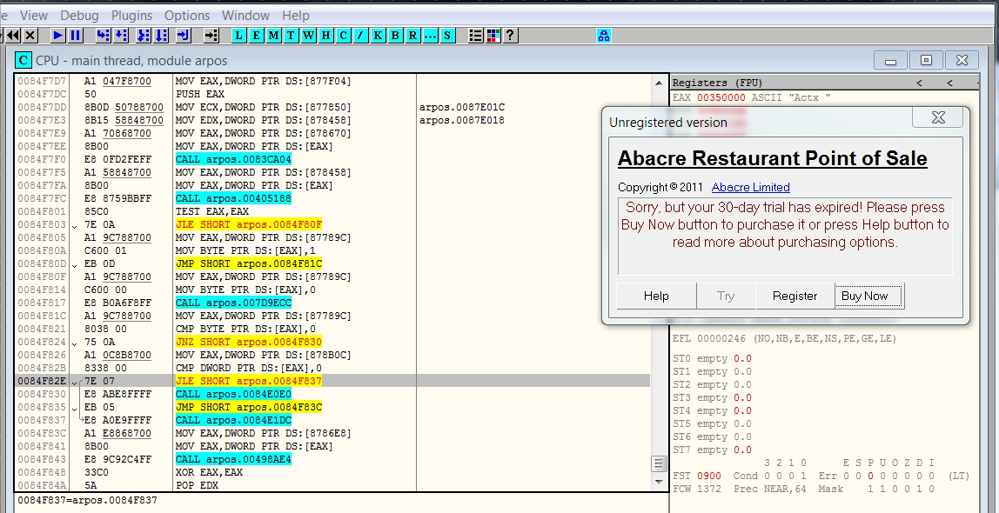 e View Debug Plugins Options Window Help
L E M T W H C / K B R ... S ?
C CPU - main thread, module arpos
0084F7D7 A1 047F8700 MOV EAX,DWORD PTR DS:[877F04]
0084F7DC 50 PUSH EAX
0084F7DD 8B0D 50788700 MOV ECX,DWORD PTR DS:[877850] arpos.0087E01C
0084F7E3 8B15 58848700 MOV EDX,DWORD PTR DS:[878458] arpos.0087E018
0084F7E9 A1 70868700 MOV EAX,DWORD PTR DS:[878670]
0084F7EE 8B00 MOV EAX,DWORD PTR DS:[EAX]
0084F7F0 E8 0FD2FEFF CALL arpos.0083CA04
0084F7F5 A1 58848700 MOV EAX,DWORD PTR DS:[878458]
0084F7FA 8B00 MOV EAX,DWORD PTR DS:[EAX]
0084F7FC E8 8759BBFF CALL arpos.00405188
0084F801 85C0 TEST EAX,EAX
0084F803 7E 0A JLE SHORT arpos.0084F80F
0084F805 A1 9C788700 MOV EAX,DWORD PTR DS:[87789C]
0084F80A C600 01 MOV BYTE PTR DS:[EAX],1
0084F80D EB 0D JMP SHORT arpos.0084F81C
0084F80F A1 9C788700 MOV EAX,DWORD PTR DS:[87789C]
0084F814 C600 00 MOV BYTE PTR DS:[EAX],0
0084F817 E8 B0A6F8FF CALL arpos.007D9ECC
0084F81C A1 9C788700 MOV EAX,DWORD PTR DS:[87789C]
0084F821 8038 00 CMP BYTE PTR DS:[EAX],0
0084F824 75 0A JNZ SHORT arpos.0084F830
0084F826 A1 0C8B8700 MOV EAX,DWORD PTR DS:[878B0C]
0084F82B 8338 00 CMP DWORD PTR DS:[EAX],0
0084F82E 7E 07 JLE SHORT arpos.0084F837
0084F830 E8 ABE8FFFF CALL arpos.0084E0E0
0084F835 EB 05 JMP SHORT arpos.0084F83C
0084F837 E8 A0E9FFFF CALL arpos.0084E1DC
0084F83C A1 E8868700 MOV EAX,DWORD PTR DS:[8786E8]
0084F841 8B00 MOV EAX,DWORD PTR DS:[EAX]
0084F843 E8 9C92C4FF CALL arpos.00498AE4
0084F848 33C0 XOR EAX,EAX
0084F84A 5A POP EDX
0084F837=arpos.0084F837
Registers (FPU) < < <
EAX 00350000 ASCII "Actx "
Unregistered version
Abacre Restaurant Point of Sale
Copyright © 2011 Abacre Limited
Sorry, but your 30-day trial has expired! Please press
Buy Now button to purchase it or press Help button to
read more about purchasing options.
Help Try Register Buy Now
EFL 00000246 (NO,NB,E,BE,NS,PE,GE,LE)
ST0 empty 0.0
ST1 empty 0.0
ST2 empty 0.0
ST3 empty 0.0
ST4 empty 0.0
ST5 empty 0.0
ST6 empty 0.0
ST7 empty 0.0
3 2 1 0 E S P U O Z D I
FST 0900 Cond 0 0 0 1 Err 0 0 0 0 0 0 0 0 (LT)
FCW 1372 Prec NEAR,64 Mask 1 1 0 0 1 0